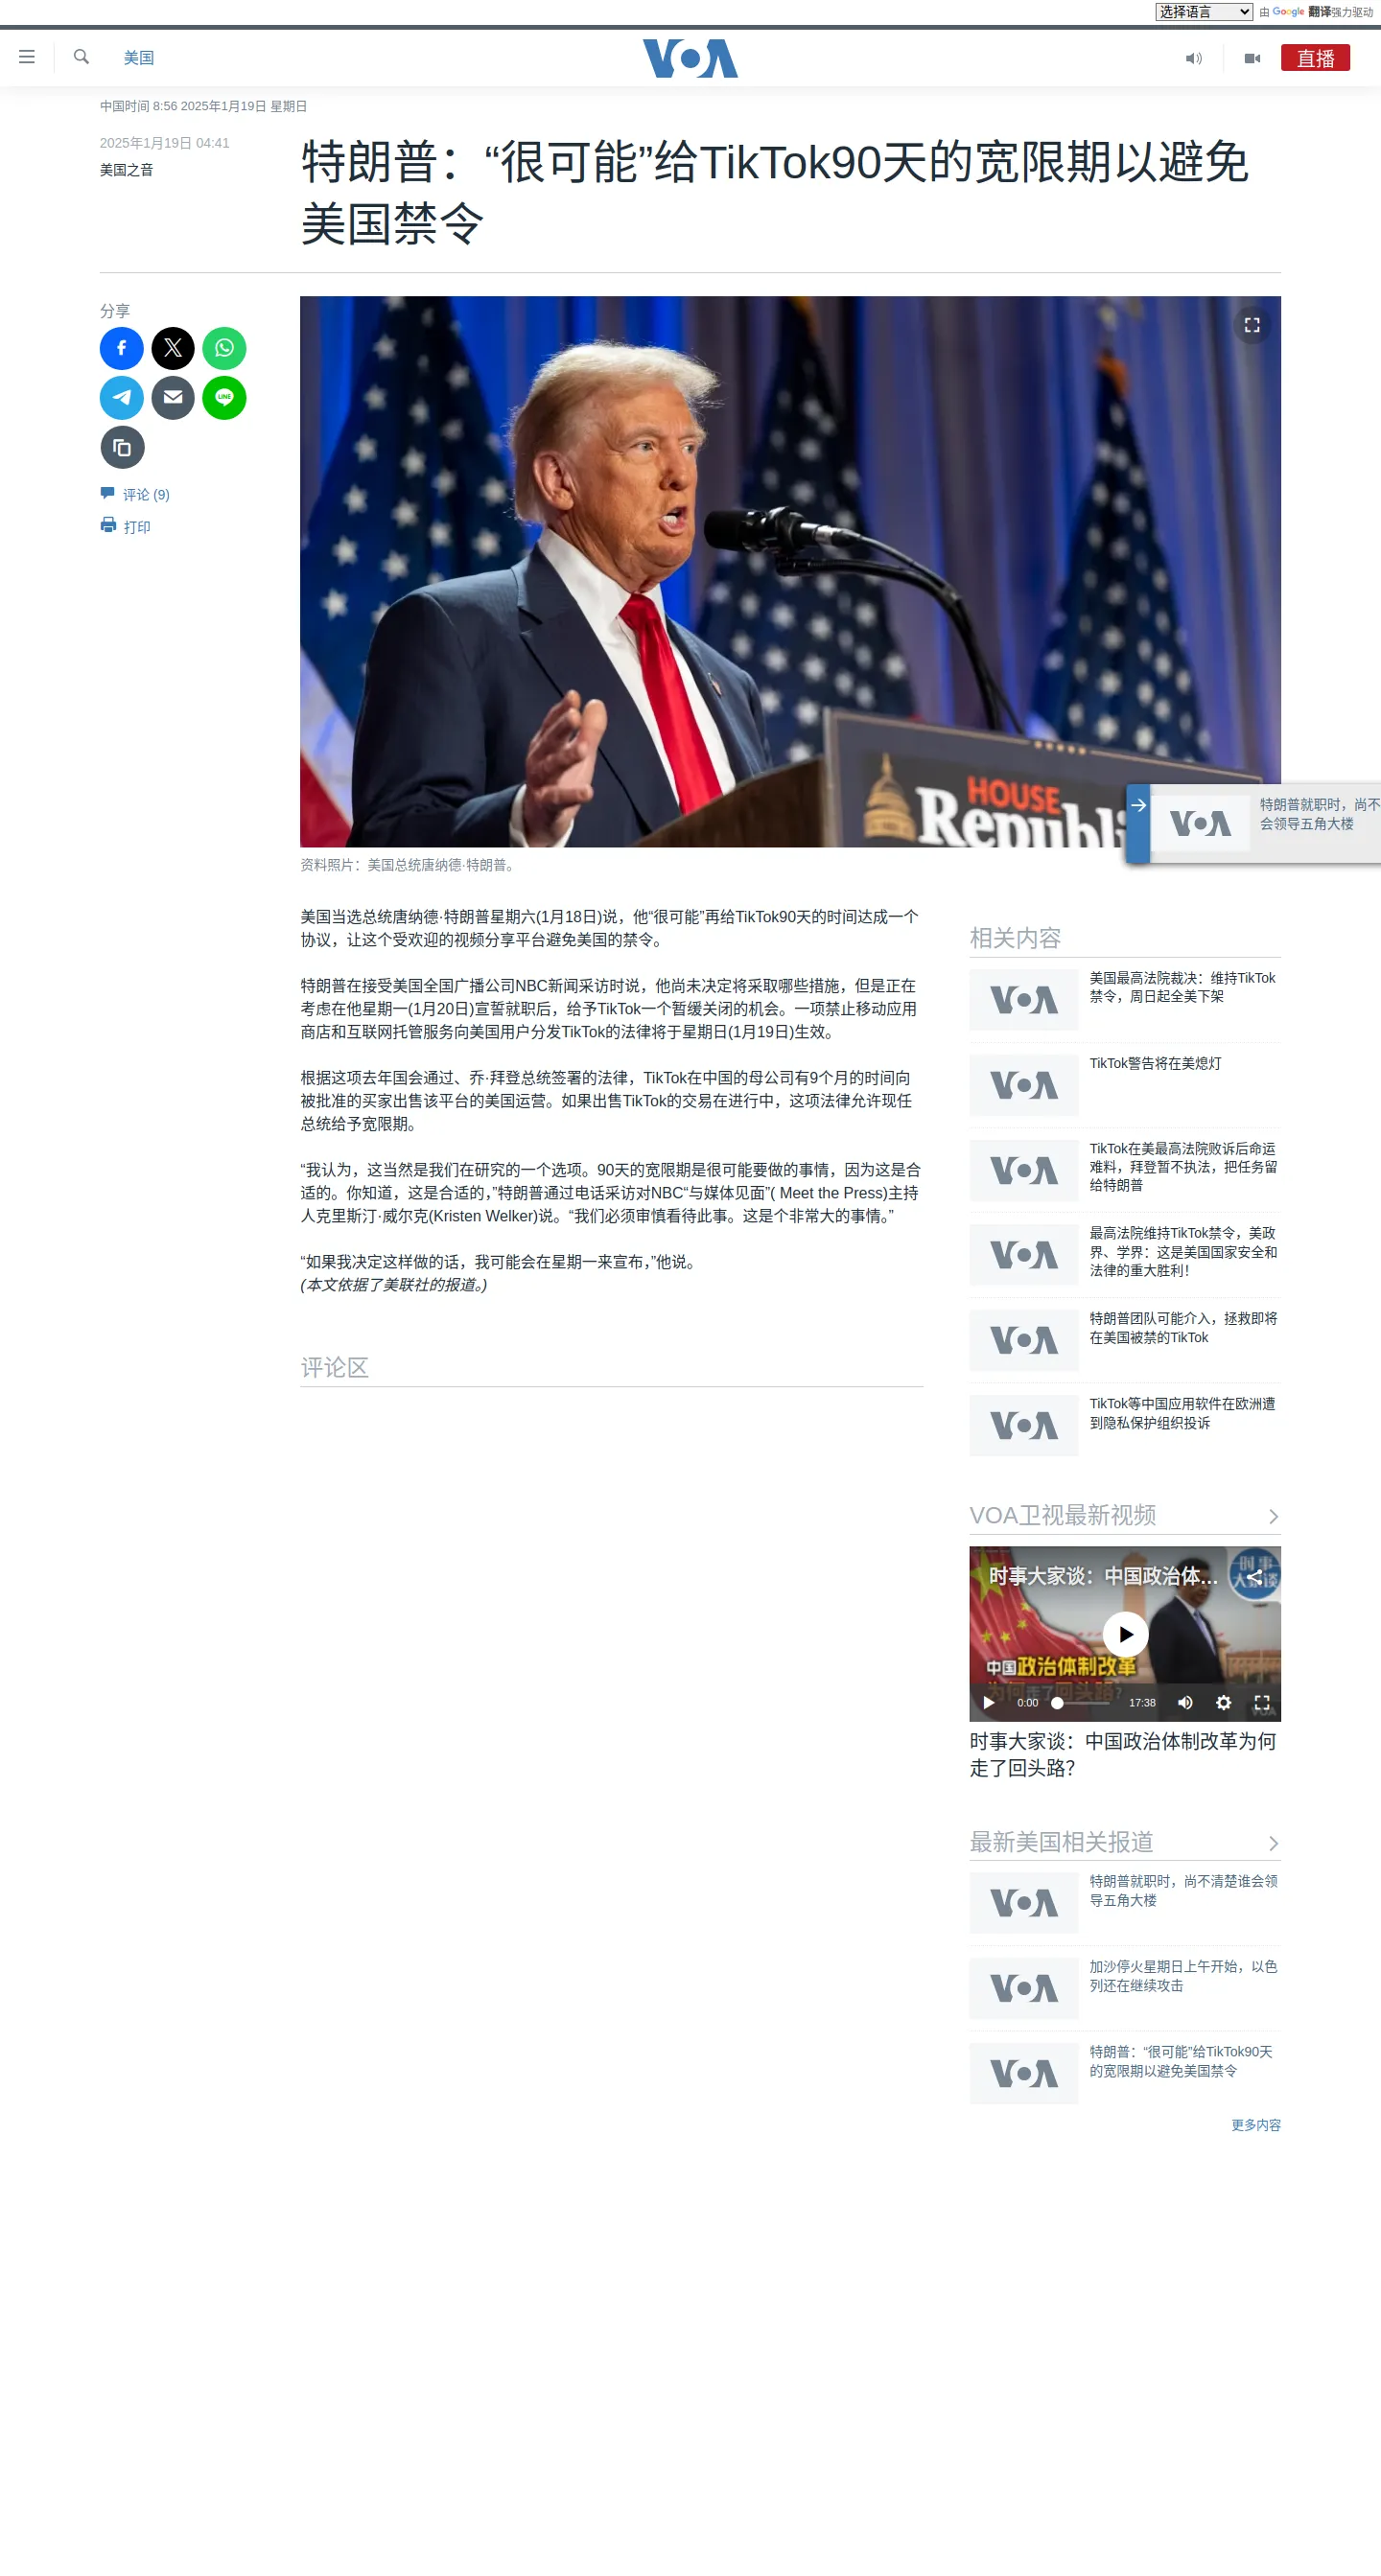 选择语言
由 Google 翻译强力驱动
美国
VOA
直播
中国时间 8:56 2025年1月19日 星期日
2025年1月19日 04:41
美国之音
特朗普：“很可能”给TikTok90天的宽限期以避免
美国禁令
分享
LINE
评论 (9)
打印
HOUSE
Republi
VOA
特朗普就职时，尚不
会领导五角大楼
资料照片：美国总统唐纳德·特朗普。
美国当选总统唐纳德·特朗普星期六(1月18日)说，他“很可能”再给TikTok90天的时间达成一个
协议，让这个受欢迎的视频分享平台避免美国的禁令。
特朗普在接受美国全国广播公司NBC新闻采访时说，他尚未决定将采取哪些措施，但是正在
考虑在他星期一(1月20日)宣誓就职后，给予TikTok一个暂缓关闭的机会。一项禁止移动应用
商店和互联网托管服务向美国用户分发TikTok的法律将于星期日(1月19日)生效。
根据这项去年国会通过、乔·拜登总统签署的法律，TikTok在中国的母公司有9个月的时间向
被批准的买家出售该平台的美国运营。如果出售TikTok的交易在进行中，这项法律允许现任
总统给予宽限期。
“我认为，这当然是我们在研究的一个选项。90天的宽限期是很可能要做的事情，因为这是合
适的。你知道，这是合适的，”特朗普通过电话采访对NBC“与媒体见面”( Meet the Press)主持
人克里斯汀·威尔克(Kristen Welker)说。“我们必须审慎看待此事。这是个非常大的事情。”
“如果我决定这样做的话，我可能会在星期一来宣布，”他说。
(本文依据了美联社的报道。)
评论区
相关内容
VOA
美国最高法院裁决：维持TikTok
禁令，周日起全美下架
VOA
TikTok警告将在美熄灯
VOA
TikTok在美最高法院败诉后命运
难料，拜登暂不执法，把任务留
给特朗普
VOA
最高法院维持TikTok禁令，美政
界、学界：这是美国国家安全和
法律的重大胜利！
VOA
特朗普团队可能介入，拯救即将
在美国被禁的TikTok
VOA
TikTok等中国应用软件在欧洲遭
到隐私保护组织投诉
VOA卫视最新视频
时事大家谈：中国政治体...
时事
大家谈
中国政治体制改革
为何走了回头路？
0:00
17:38
VOA
时事大家谈：中国政治体制改革为何
走了回头路？
最新美国相关报道
VOA
特朗普就职时，尚不清楚谁会领
导五角大楼
VOA
加沙停火星期日上午开始，以色
列还在继续攻击
VOA
特朗普：“很可能”给TikTok90天
的宽限期以避免美国禁令
更多内容